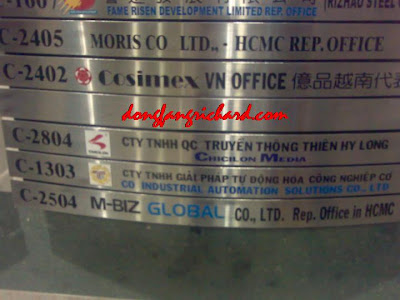 FAME RISEN DEVELOPMENT LIMITED REP. OFFICE
RIZHAO STEEL
C-2405 MORIS CO LTD., - HCMC REP. OFFICE
C-2402 Cosimex VN OFFICE 億品越南代表
dongfangrichard.com
C-2804 CTY TNHH QC TRUYỀN THÔNG THIÊN HY LONG
CHICILON MEDIA
C-1303 CTY TNHH GIẢI PHÁP TỰ ĐỘNG HÓA CÔNG NGHIỆP CO
CO INDUSTRIAL AUTOMATION SOLUTIONS CO., LTD
C-2504 M-BIZ GLOBAL CO., LTD. Rep. Office in HCMC